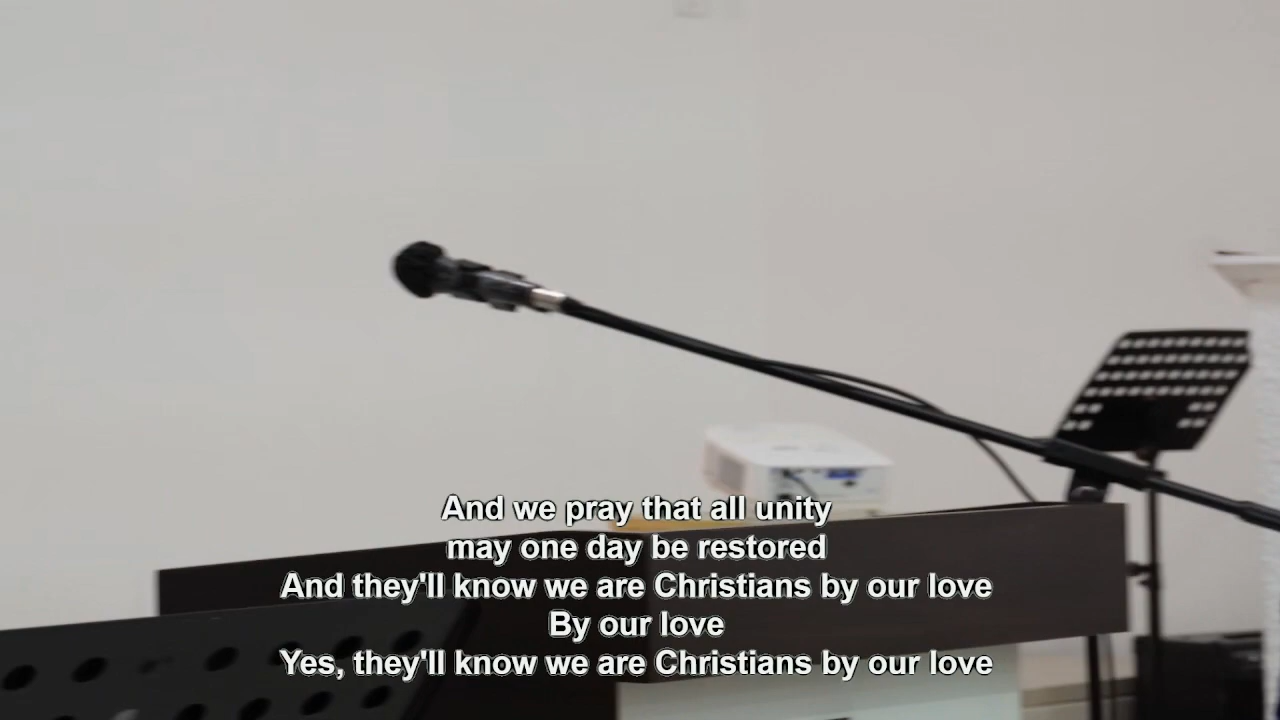 And we pray that all unity
may one day be restored
And they'll know we are Christians by our love
By our love
Yes, they'll know we are Christians by our love